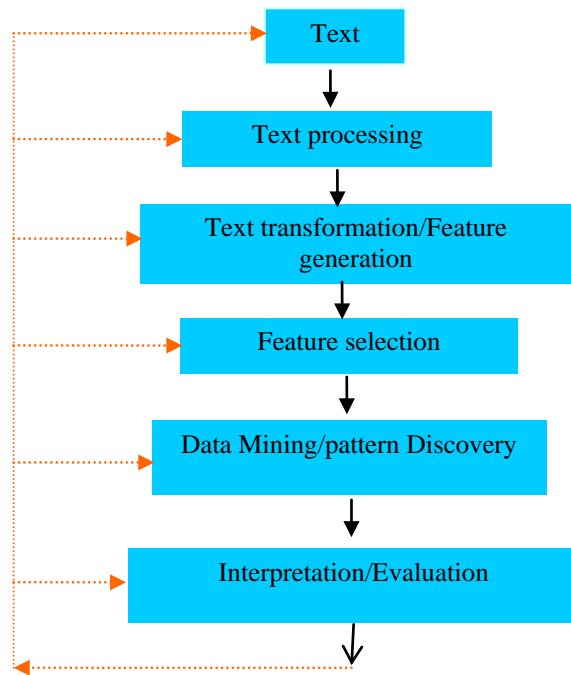 Text
Text processing
Text transformation/Feature
generation
Feature selection
Data Mining/pattern Discovery
Interpretation/Evaluation